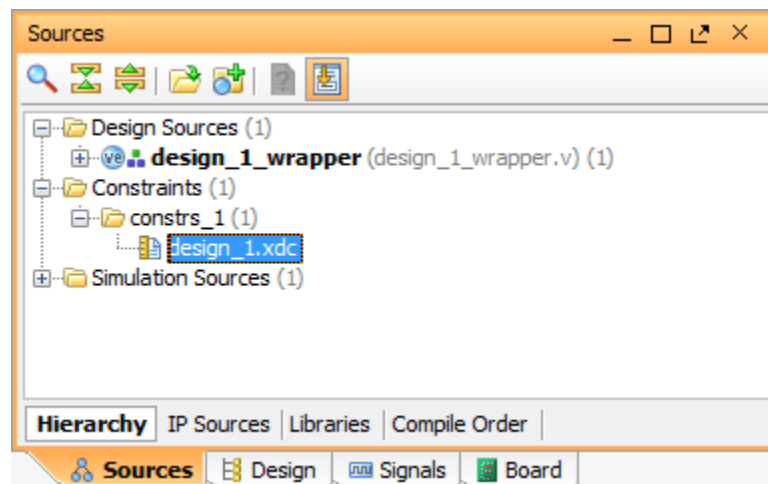 Sources
Design Sources (1)
design_1_wrapper (design_1_wrapper.v) (1)
Constraints (1)
constrs_1 (1)
design_1.xdc
Simulation Sources (1)
Hierarchy IP Sources Libraries Compile Order
Sources Design Signals Board